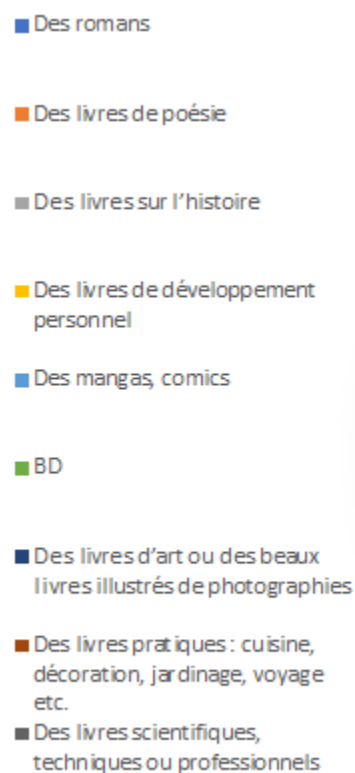 Des romans
Des livres de poésie
Des livres sur l’histoire
Des livres de développement
personnel
Des mangas, comics
BD
Des livres d’art ou des beaux
livres illustrés de photographies
Des livres pratiques : cuisine,
décoration, jardinage, voyage
etc.
Des livres scientifiques,
techniques ou professionnels